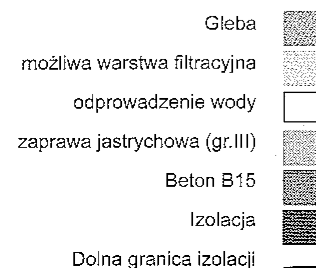 Gleba
możliwa warstwa filtracyjna
odprowadzenie wody
zaprawa jastrychowa (gr.III)
Beton B15
Izolacja
Dolna granica izolacji